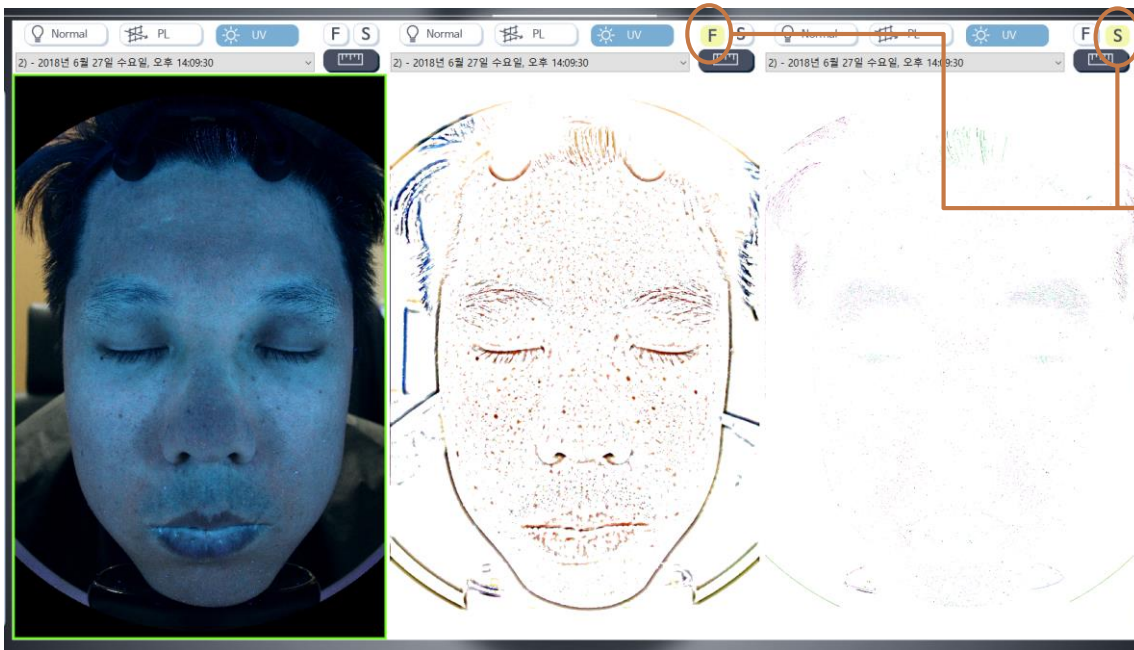 Normal PL UV F S Normal PL UV F S Normal PL UV F S
2) - 2018년 6월 27일 수요일, 오후 14:09:30 2) - 2018년 6월 27일 수요일, 오후 14:09:30 2) - 2018년 6월 27일 수요일, 오후 14:09:30